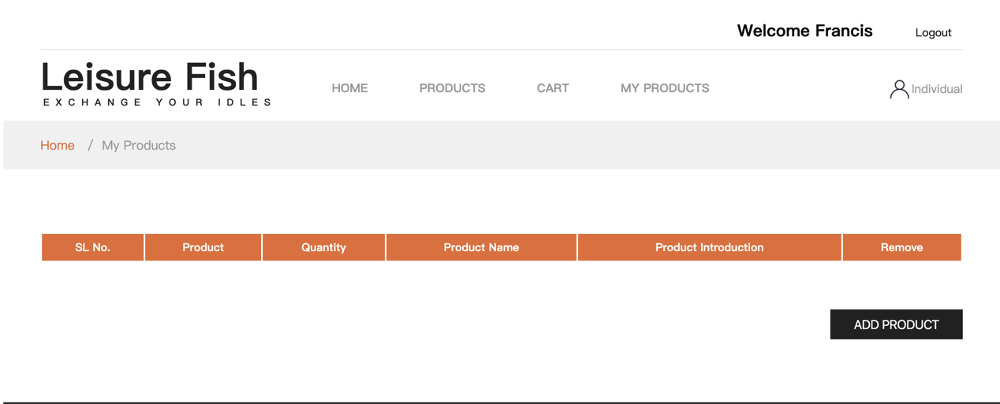 Welcome Francis Logout
Leisure Fish
EXCHANGE YOUR IDLES
HOME PRODUCTS CART MY PRODUCTS Individual
Home / My Products
SL No. Product Quantity Product Name Product Introduction Remove
ADD PRODUCT